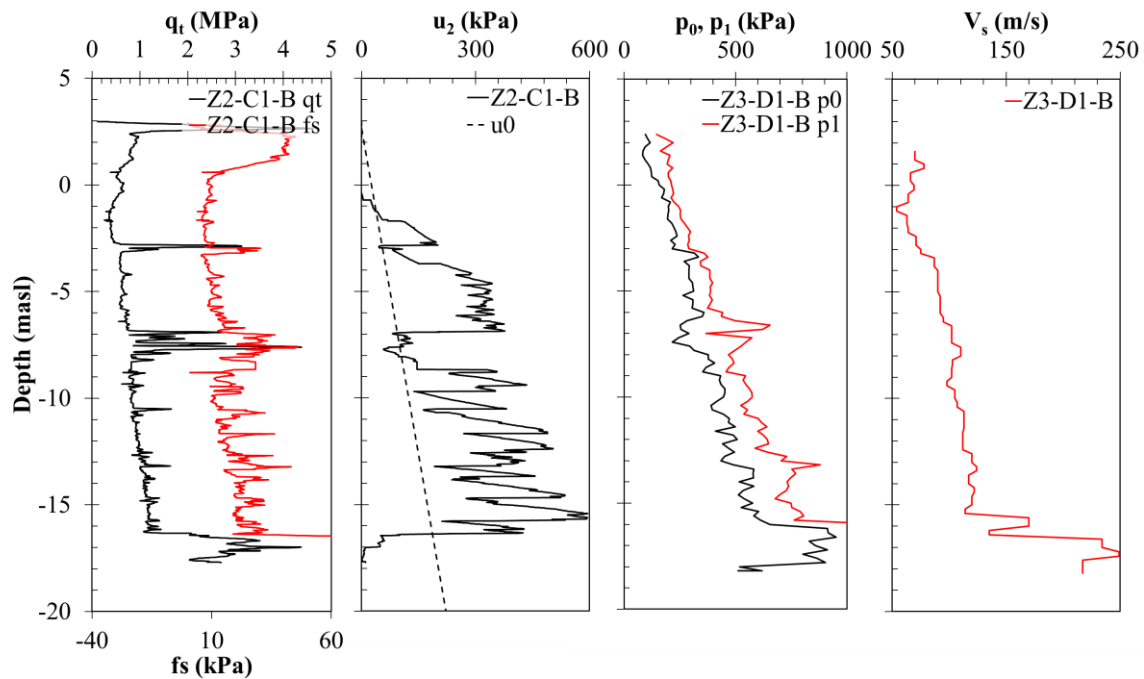 qt (MPa)
0 1 2 3 4 5
u2 (kPa)
0 300 600
p0, p1 (kPa)
0 500 1000
Vs (m/s)
50 150 250
Z2-C1-B qt
Z2-C1-B fs
Z2-C1-B
u0
Z3-D1-B p0
Z3-D1-B p1
Z3-D1-B
Depth (masl)
5
0
-5
-10
-15
-20
-40 10 60
fs (kPa)